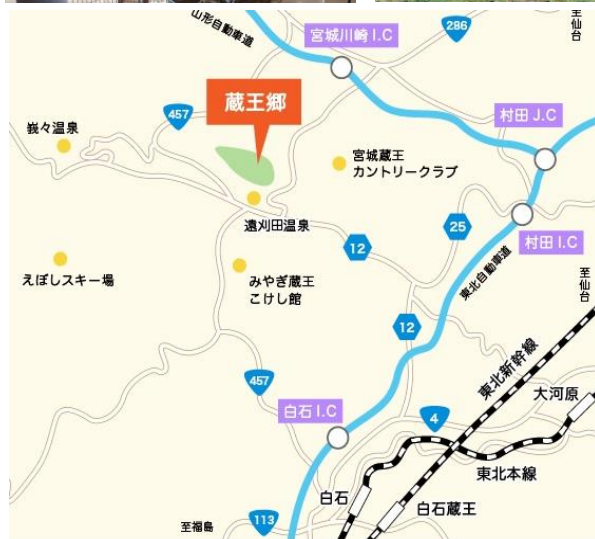 山形自動車道
宮城川崎 I.C
286
至仙台
457
蔵王郷
村田 J.C
峩々温泉
宮城蔵王
カントリークラブ
遠刈田温泉
12
25
村田 I.C
えぼしスキー場
みやぎ蔵王
こけし館
東北自動車道
至仙台
12
東北新幹線
457
大河原
白石 I.C
4
東北本線
白石
白石蔵王
至福島
113